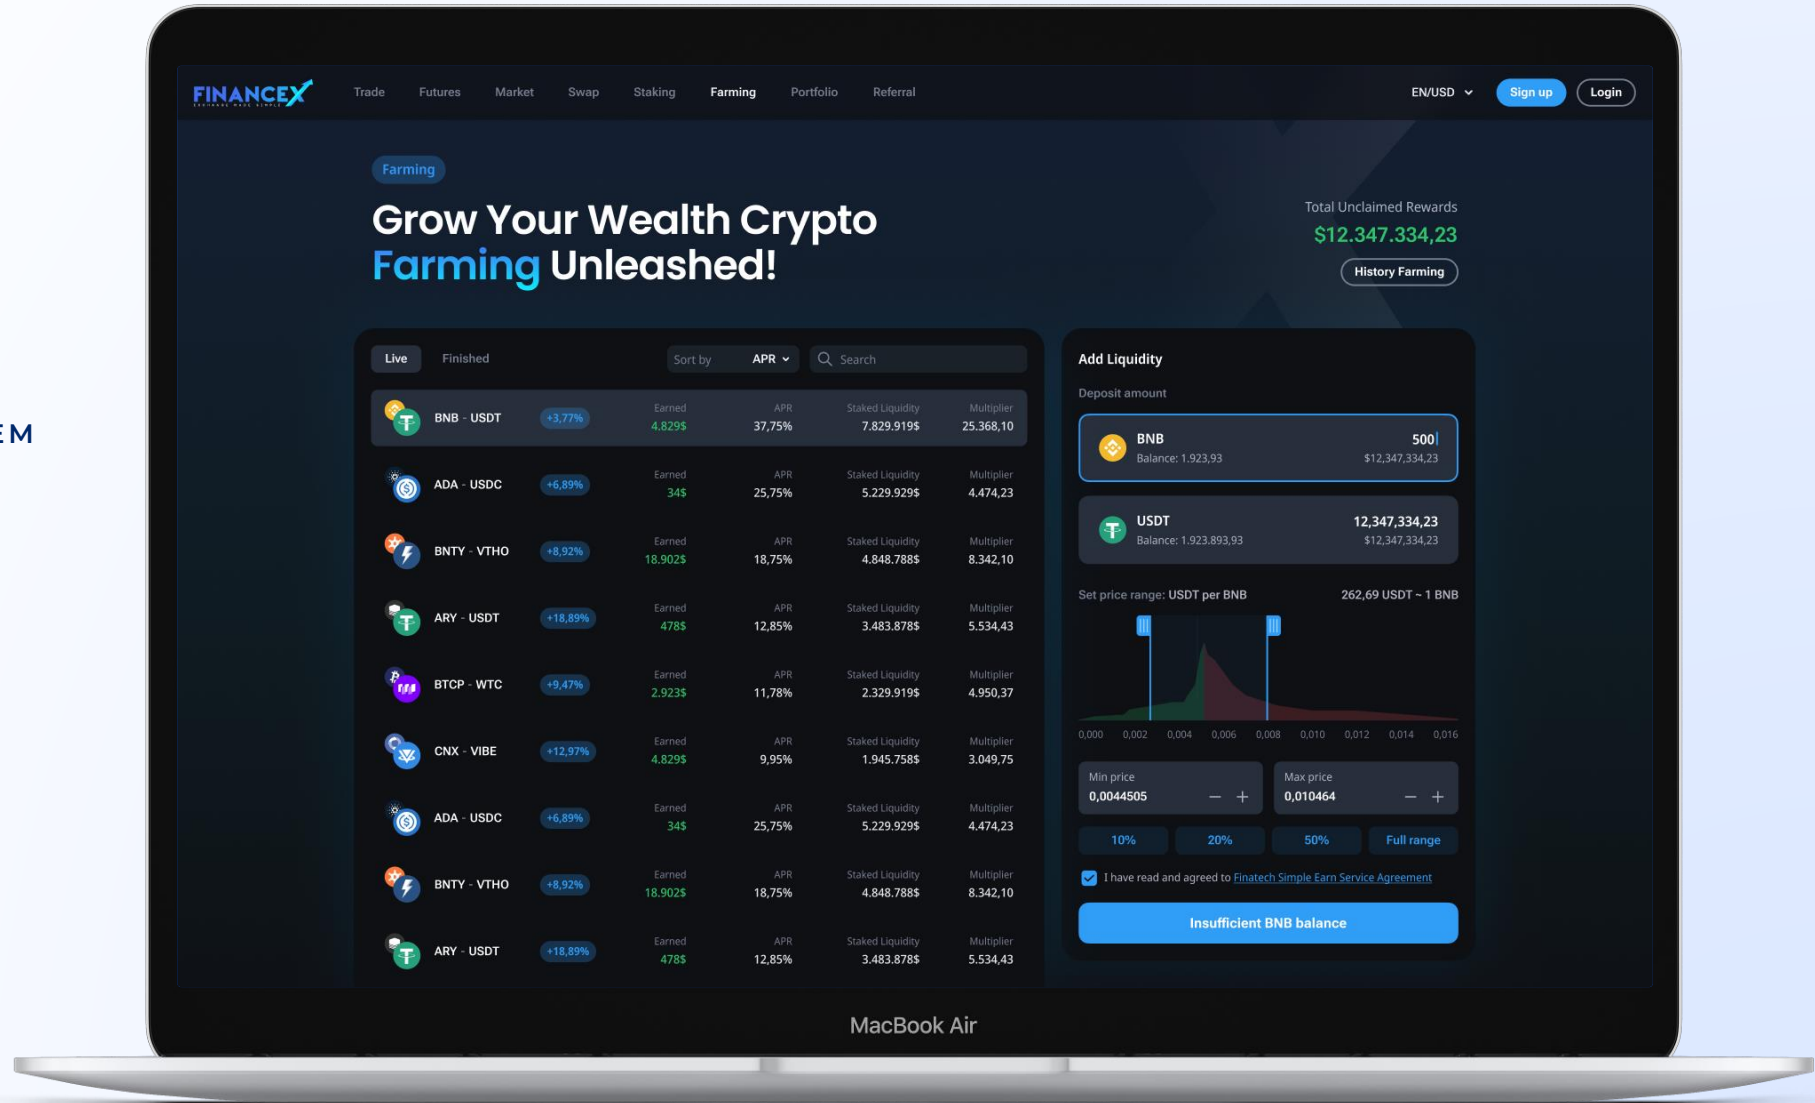 EM
FINANCEX
EXCHANGE MADE SIMPLE
Trade Futures Market Swap Staking Farming Portfolio Referral
EN/USD Sign up Login
Farming
Grow Your Wealth Crypto
Farming Unleashed!
Total Unclaimed Rewards
$12.347.334,23
History Farming
Live Finished Sort by APR Search
BNB - USDT +3,77% Earned APR Staked Liquidity Multiplier
4.829$ 37,75% 7.829.919$ 25.368,10
ADA - USDC +6,89% Earned APR Staked Liquidity Multiplier
34$ 25,75% 5.229.929$ 4.474,23
BNTY - VTHO +8,92% Earned APR Staked Liquidity Multiplier
18.902$ 18,75% 4.848.788$ 8.342,10
ARY - USDT +18,89% Earned APR Staked Liquidity Multiplier
478$ 12,85% 3.483.878$ 5.534,43
BTCP - WTC +9,47% Earned APR Staked Liquidity Multiplier
2.923$ 11,78% 2.329.919$ 4.950,37
CNX - VIBE +12,97% Earned APR Staked Liquidity Multiplier
4.829$ 9,95% 1.945.758$ 3.049,75
ADA - USDC +6,89% Earned APR Staked Liquidity Multiplier
34$ 25,75% 5.229.929$ 4.474,23
BNTY - VTHO +8,92% Earned APR Staked Liquidity Multiplier
18.902$ 18,75% 4.848.788$ 8.342,10
ARY - USDT +18,89% Earned APR Staked Liquidity Multiplier
478$ 12,85% 3.483.878$ 5.534,43
Add Liquidity
Deposit amount
BNB 500
Balance: 1.923,93 $12,347,334,23
USDT 12,347,334,23
Balance: 1.923.893,93 $12,347,334,23
Set price range: USDT per BNB 262,69 USDT ~ 1 BNB
0,000 0,002 0,004 0,006 0,008 0,010 0,012 0,014 0,016
Min price Max price
0,0044505 − + 0,010464 − +
10% 20% 50% Full range
I have read and agreed to Finatech Simple Earn Service Agreement
Insufficient BNB balance
MacBook Air